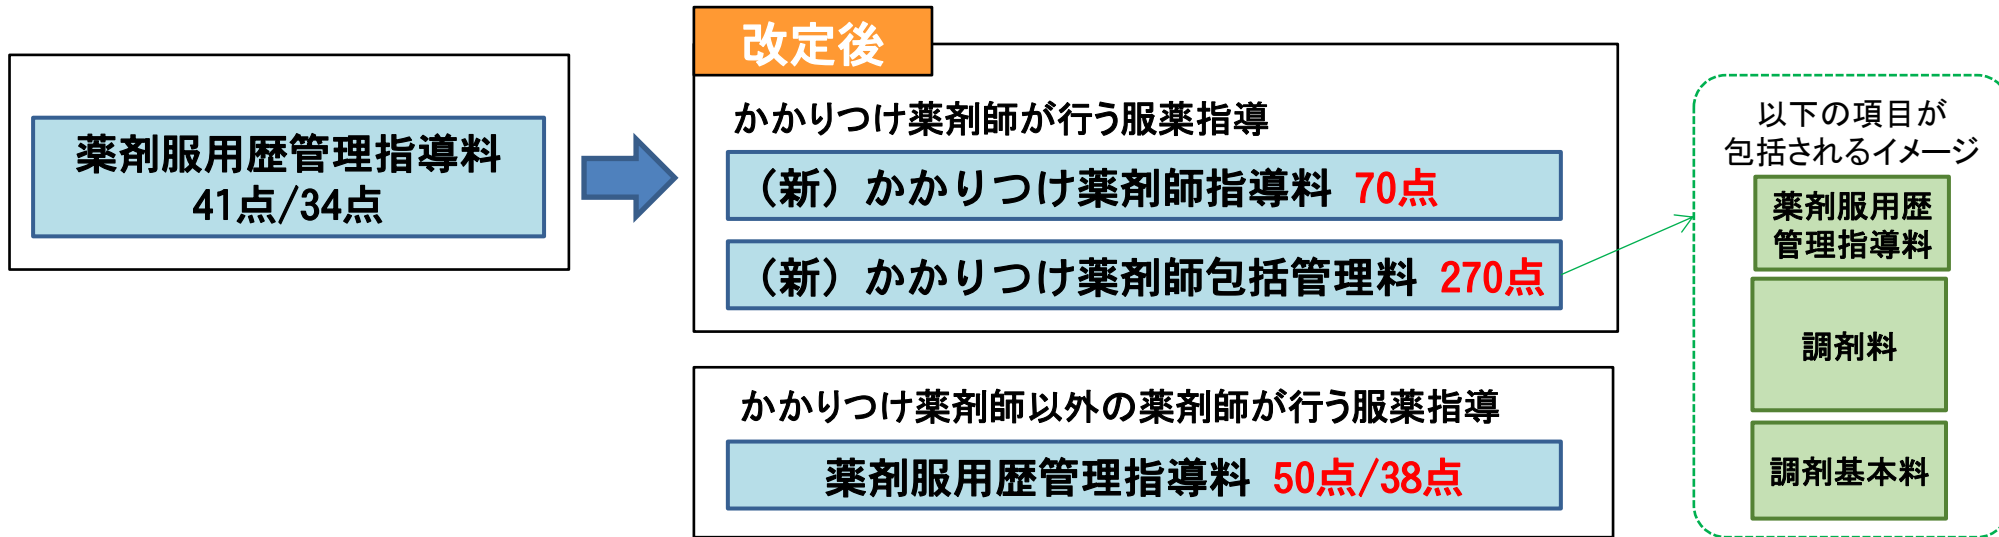 薬剤服用歴管理指導料
41点/34点
改定後
かかりつけ薬剤師が行う服薬指導
（新）かかりつけ薬剤師指導料 70点
（新）かかりつけ薬剤師包括管理料 270点
かかりつけ薬剤師以外の薬剤師が行う服薬指導
薬剤服用歴管理指導料 50点/38点
以下の項目が
包括されるイメージ
薬剤服用歴
管理指導料
調剤料
調剤基本料